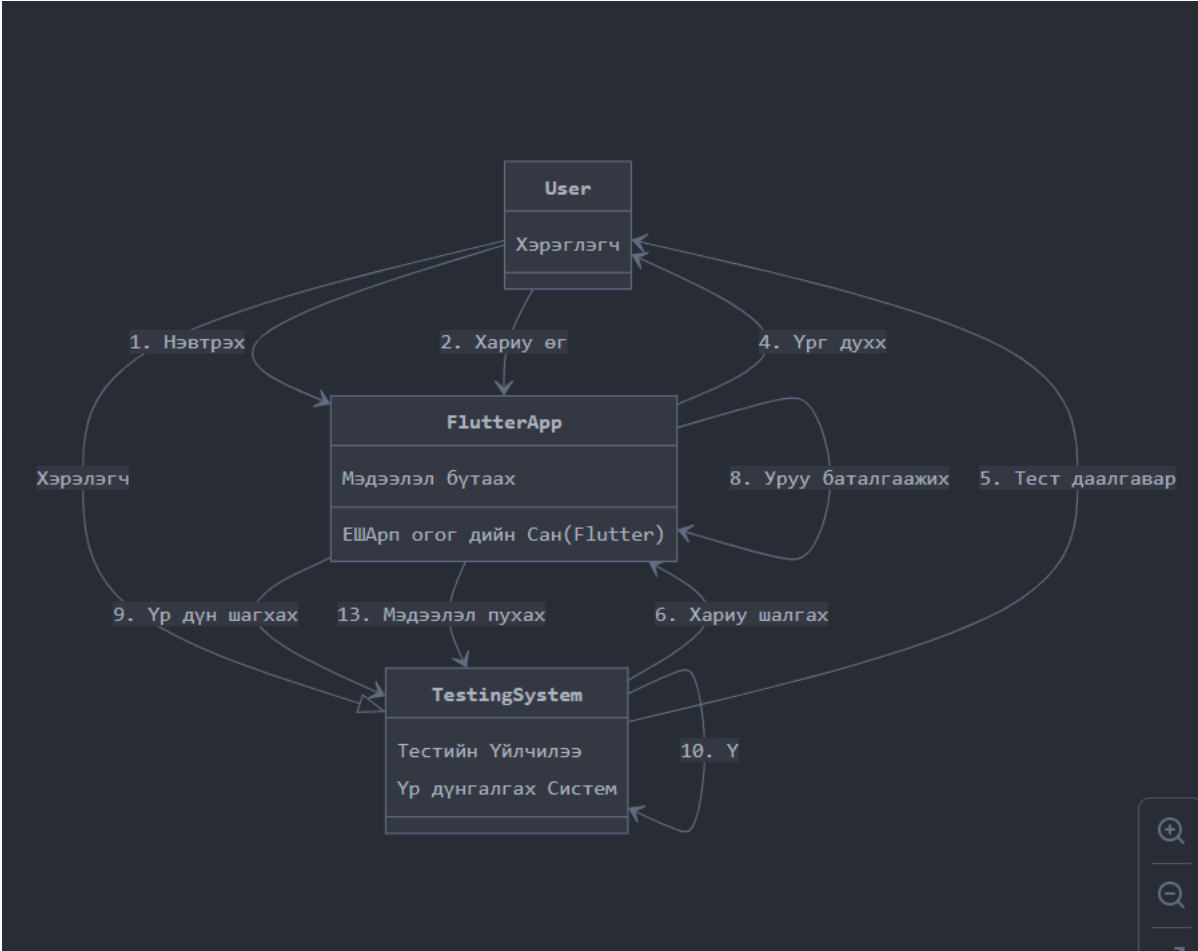 User
Хэрэглэгч
1. Нэвтрэх
2. Хариу өг
4. Үрг духх
FlutterApp
Мэдээлэл бүтаах
ЕШАрп огог дийн Сан(Flutter)
Хэрэлэгч
8. Уруу баталгаажих
5. Тест даалгавар
9. Үр дүн шагхах
13. Мэдээлэл пухах
6. Хариу шалгах
TestingSystem
Тестийн Үйлчилээ
Үр дүнгалгах Систем
10. Ү